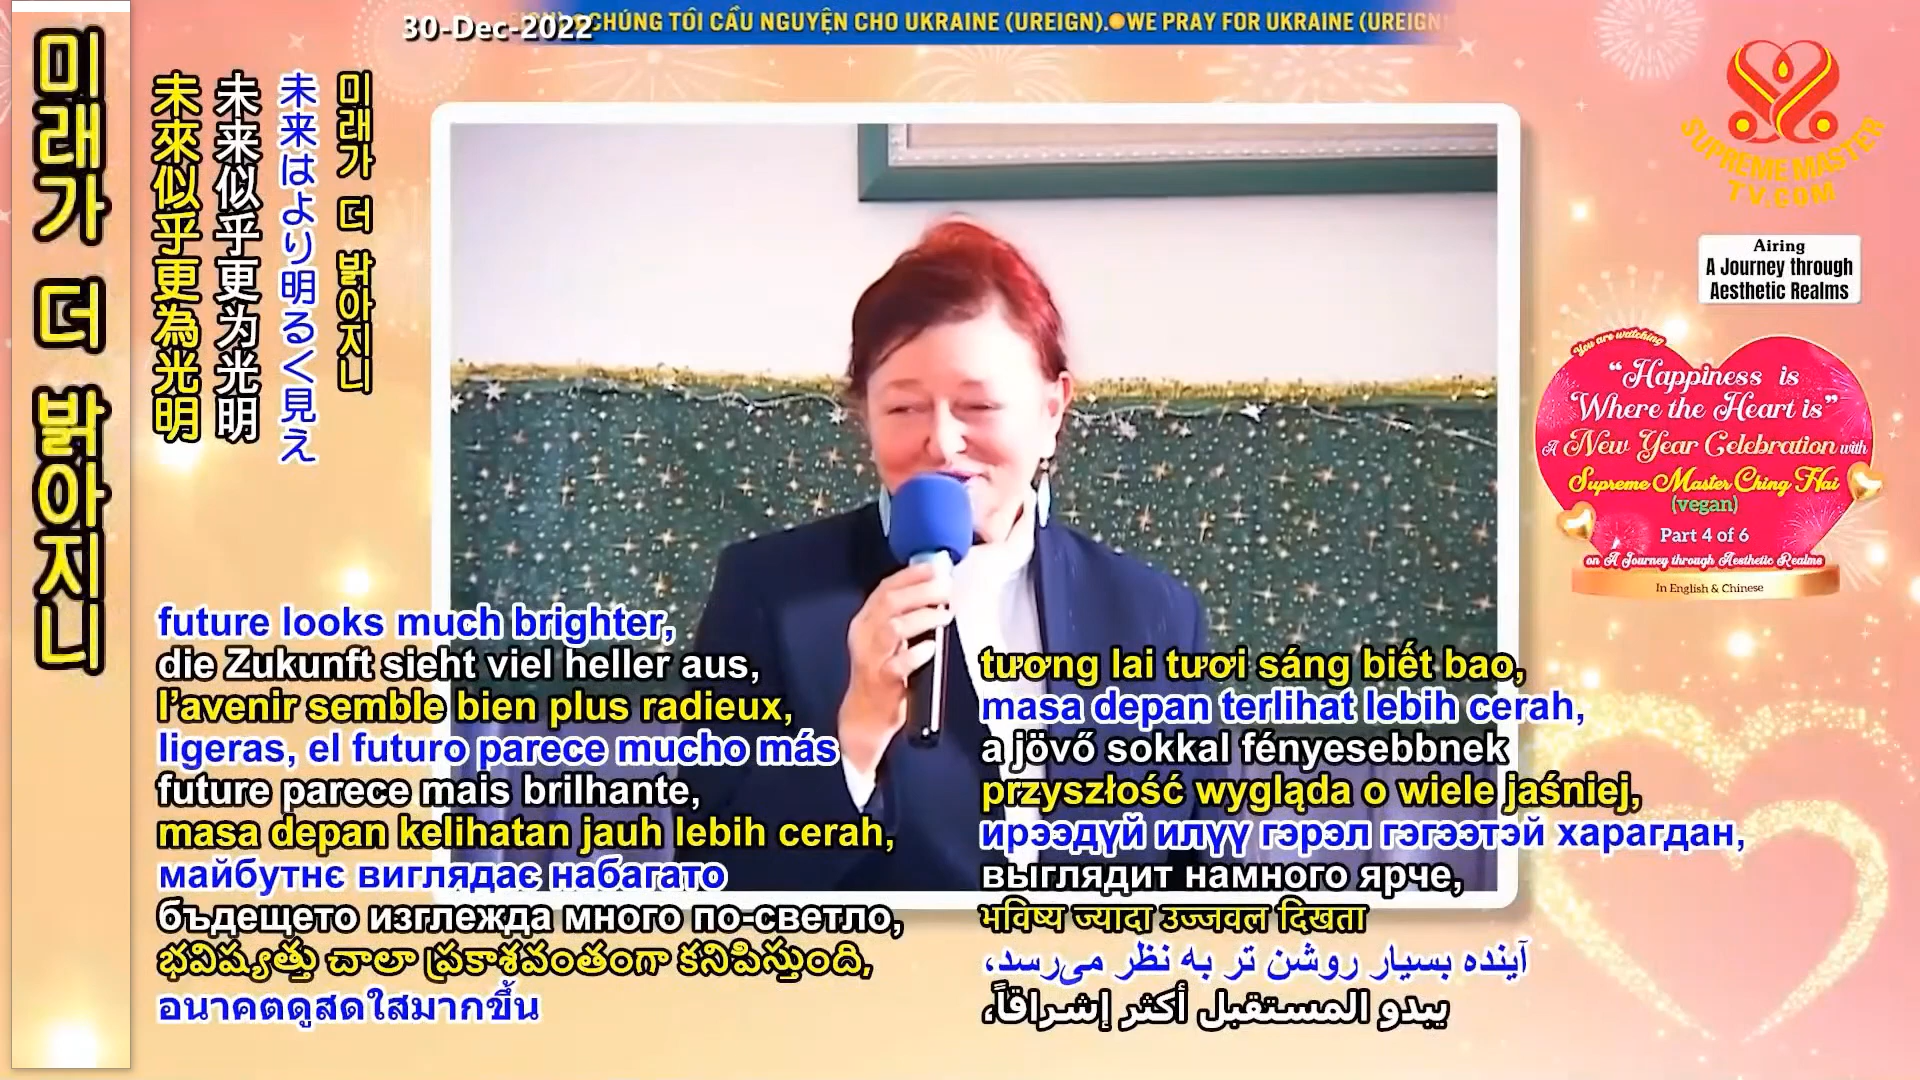 30-Dec-2022
CHÚNG TÔI CẦU NGUYỆN CHO UKRAINE (UREIGN).
WE PRAY FOR UKRAINE (UREIGN
미래가 더 밝아지니
未來似乎更為光明
未来似乎更为光明
未来はより明るく見え
미래가 더 밝아지니
SUPREME MASTER
TV.COM
Airing
A Journey through
Aesthetic Realms
You are watching
“Happiness is
Where the Heart is”
A New Year Celebration with
Supreme Master Ching Hai
(vegan)
Part 4 of 6
on A Journey through Aesthetic Realms
In English & Chinese
future looks much brighter,
die Zukunft sieht viel heller aus,
l’avenir semble bien plus radieux,
ligeras, el futuro parece mucho más
future parece mais brilhante,
masa depan kelihatan jauh lebih cerah,
майбутнє виглядає набагато
бъдещето изглежда много по-светло,
భవిష్యత్తు చాలా ప్రకాశవంతంగా కనిపిస్తుంది,
อนาคตดูสดใสมากขึ้น
tương lai tươi sáng biết bao,
masa depan terlihat lebih cerah,
a jövő sokkal fényesebbnek
przyszłość wygląda o wiele jaśniej,
ирээдүй илүү гэрэл гэгээтэй харагдан,
выглядит намного ярче,
भविष्य ज्यादा उज्जवल दिखता
آینده بسیار روشن تر به نظر می‌رسد،
يبدو المستقبل أكثر إشراقاً،